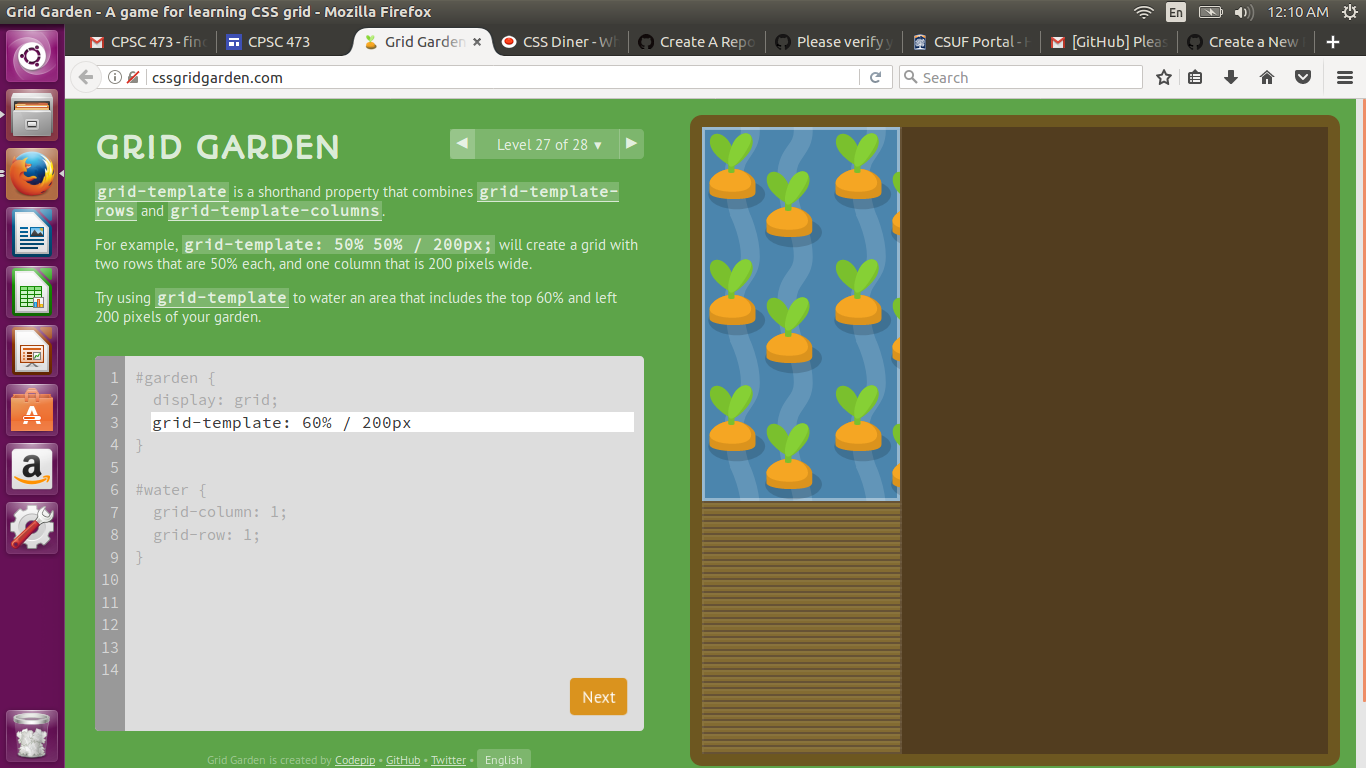 Grid Garden - A game for learning CSS grid - Mozilla Firefox
En
12:10 AM
CPSC 473 - fin
CPSC 473
Grid Garden
CSS Diner - Wh
Create A Repo
Please verify y
CSUF Portal - H
[GitHub] Pleas
Create a New
cssgridgarden.com
Search
GRID GARDEN
Level 27 of 28
grid-template is a shorthand property that combines grid-template-
rows and grid-template-columns.
For example, grid-template: 50% 50% / 200px; will create a grid with
two rows that are 50% each, and one column that is 200 pixels wide.
Try using grid-template to water an area that includes the top 60% and left
200 pixels of your garden.
1 #garden {
2 display: grid;
3 grid-template: 60% / 200px
4 }
5
6 #water {
7 grid-column: 1;
8 grid-row: 1;
9 }
10
11
12
13
14
Next
Grid Garden is created by Codepip • GitHub • Twitter • English